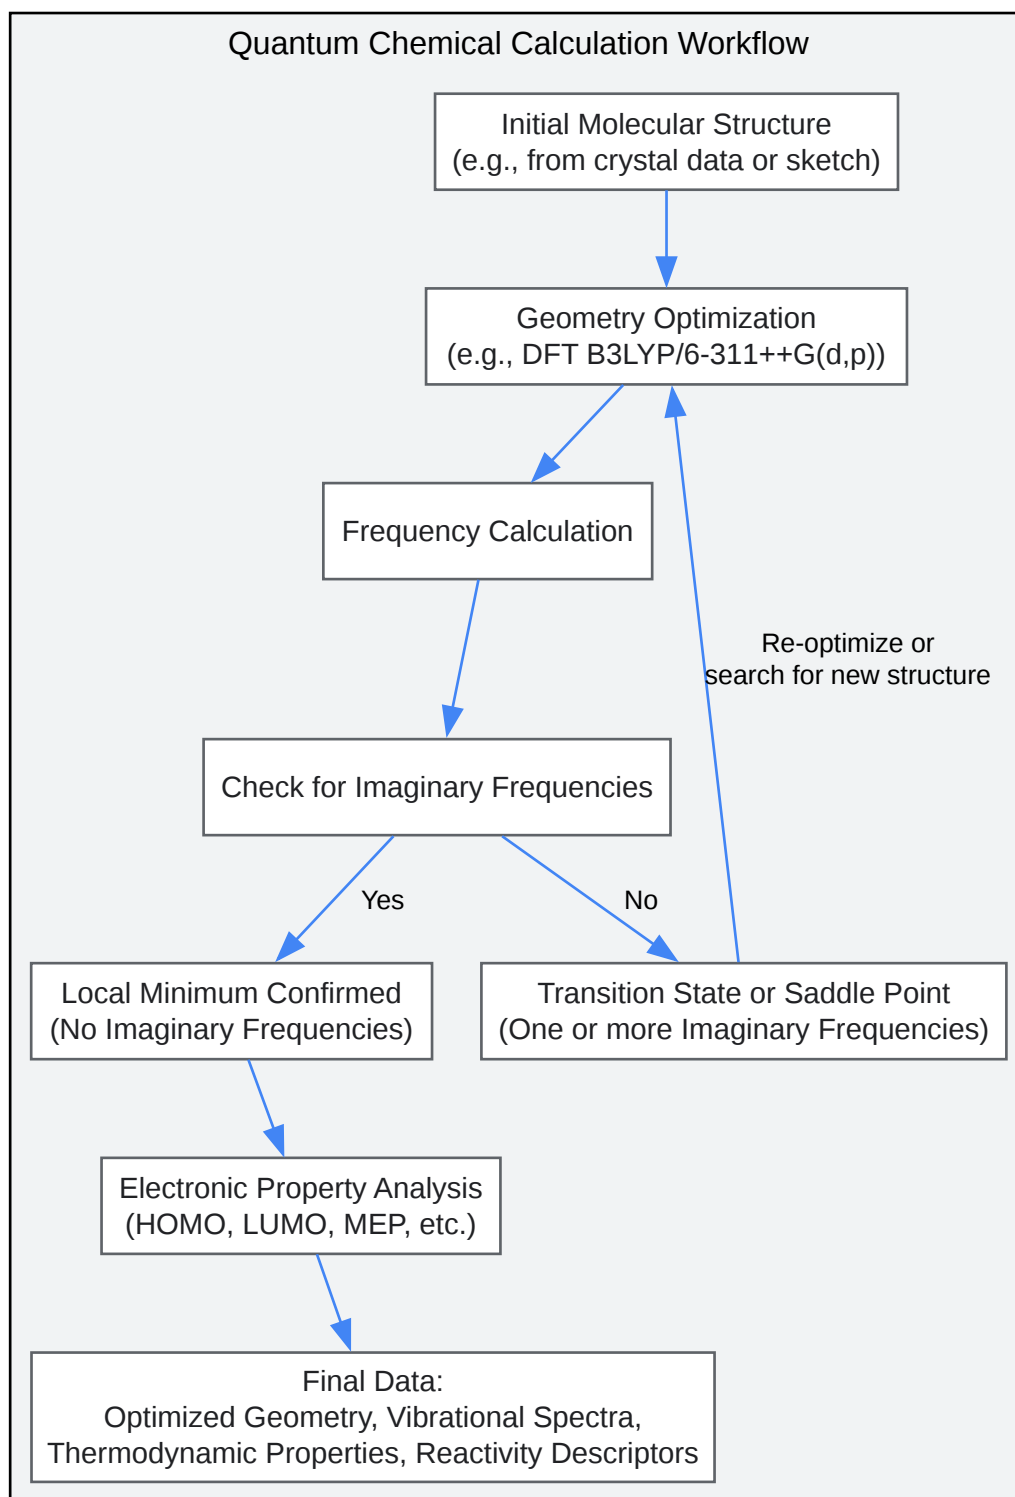 Quantum Chemical Calculation Workflow
Initial Molecular Structure
(e.g., from crystal data or sketch)
Geometry Optimization
(e.g., DFT B3LYP/6-311++G(d,p))
Frequency Calculation
Re-optimize or
search for new structure
Check for Imaginary Frequencies
Yes
No
Local Minimum Confirmed
(No Imaginary Frequencies)
Transition State or Saddle Point
(One or more Imaginary Frequencies)
Electronic Property Analysis
(HOMO, LUMO, MEP, etc.)
Final Data:
Optimized Geometry, Vibrational Spectra,
Thermodynamic Properties, Reactivity Descriptors